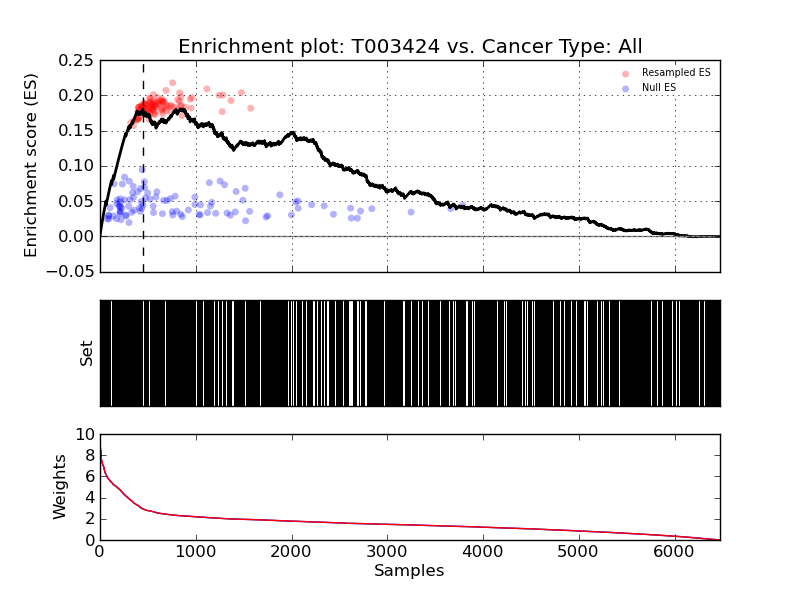 Enrichment plot: T003424 vs. Cancer Type: All
Enrichment score (ES)
0.25
0.20
0.15
0.10
0.05
0.00
−0.05
Resampled ES
Null ES
Set
Weights
10
8
6
4
2
0
0 1000 2000 3000 4000 5000 6000
Samples